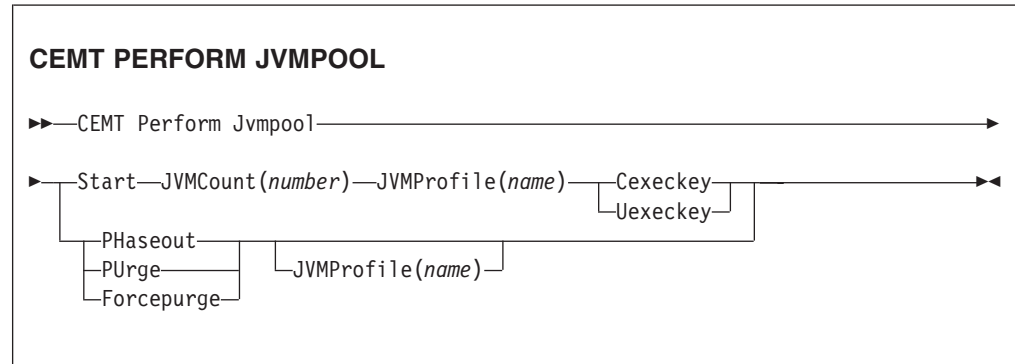 CEMT PERFORM JVMPOOL
CEMT Perform Jvmpool
Start JVMCount(number) JVMProfile(name) Cexeckey
Uexeckey
PHaseout
PUrge JVMProfile(name)
Forcepurge